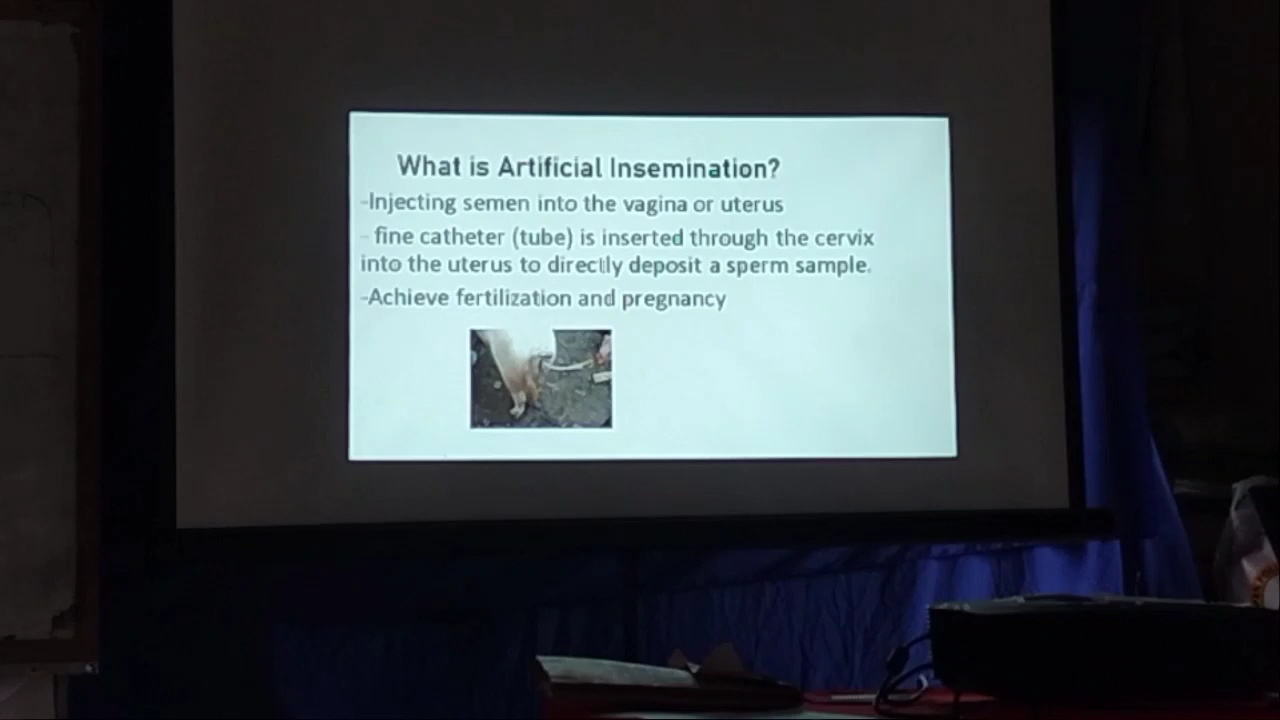 What is Artificial Insemination?
-Injecting semen into the vagina or uterus
- fine catheter (tube) is inserted through the cervix
into the uterus to directly deposit a sperm sample.
-Achieve fertilization and pregnancy